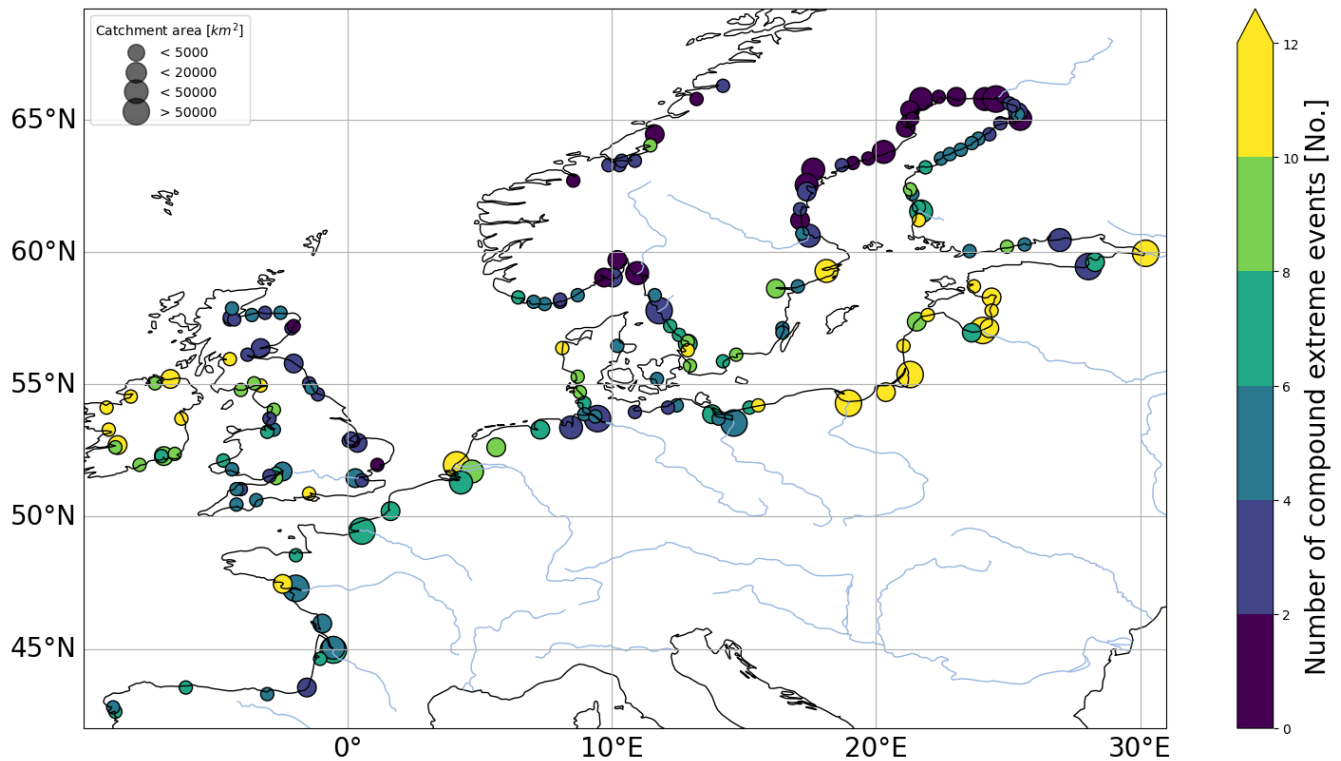 Catchment area [km²]
< 5000
< 20000
< 50000
> 50000
65°N
60°N
55°N
50°N
45°N
0°
10°E
20°E
30°E
12
10
8
6
4
2
0
Number of compound extreme events [No.]